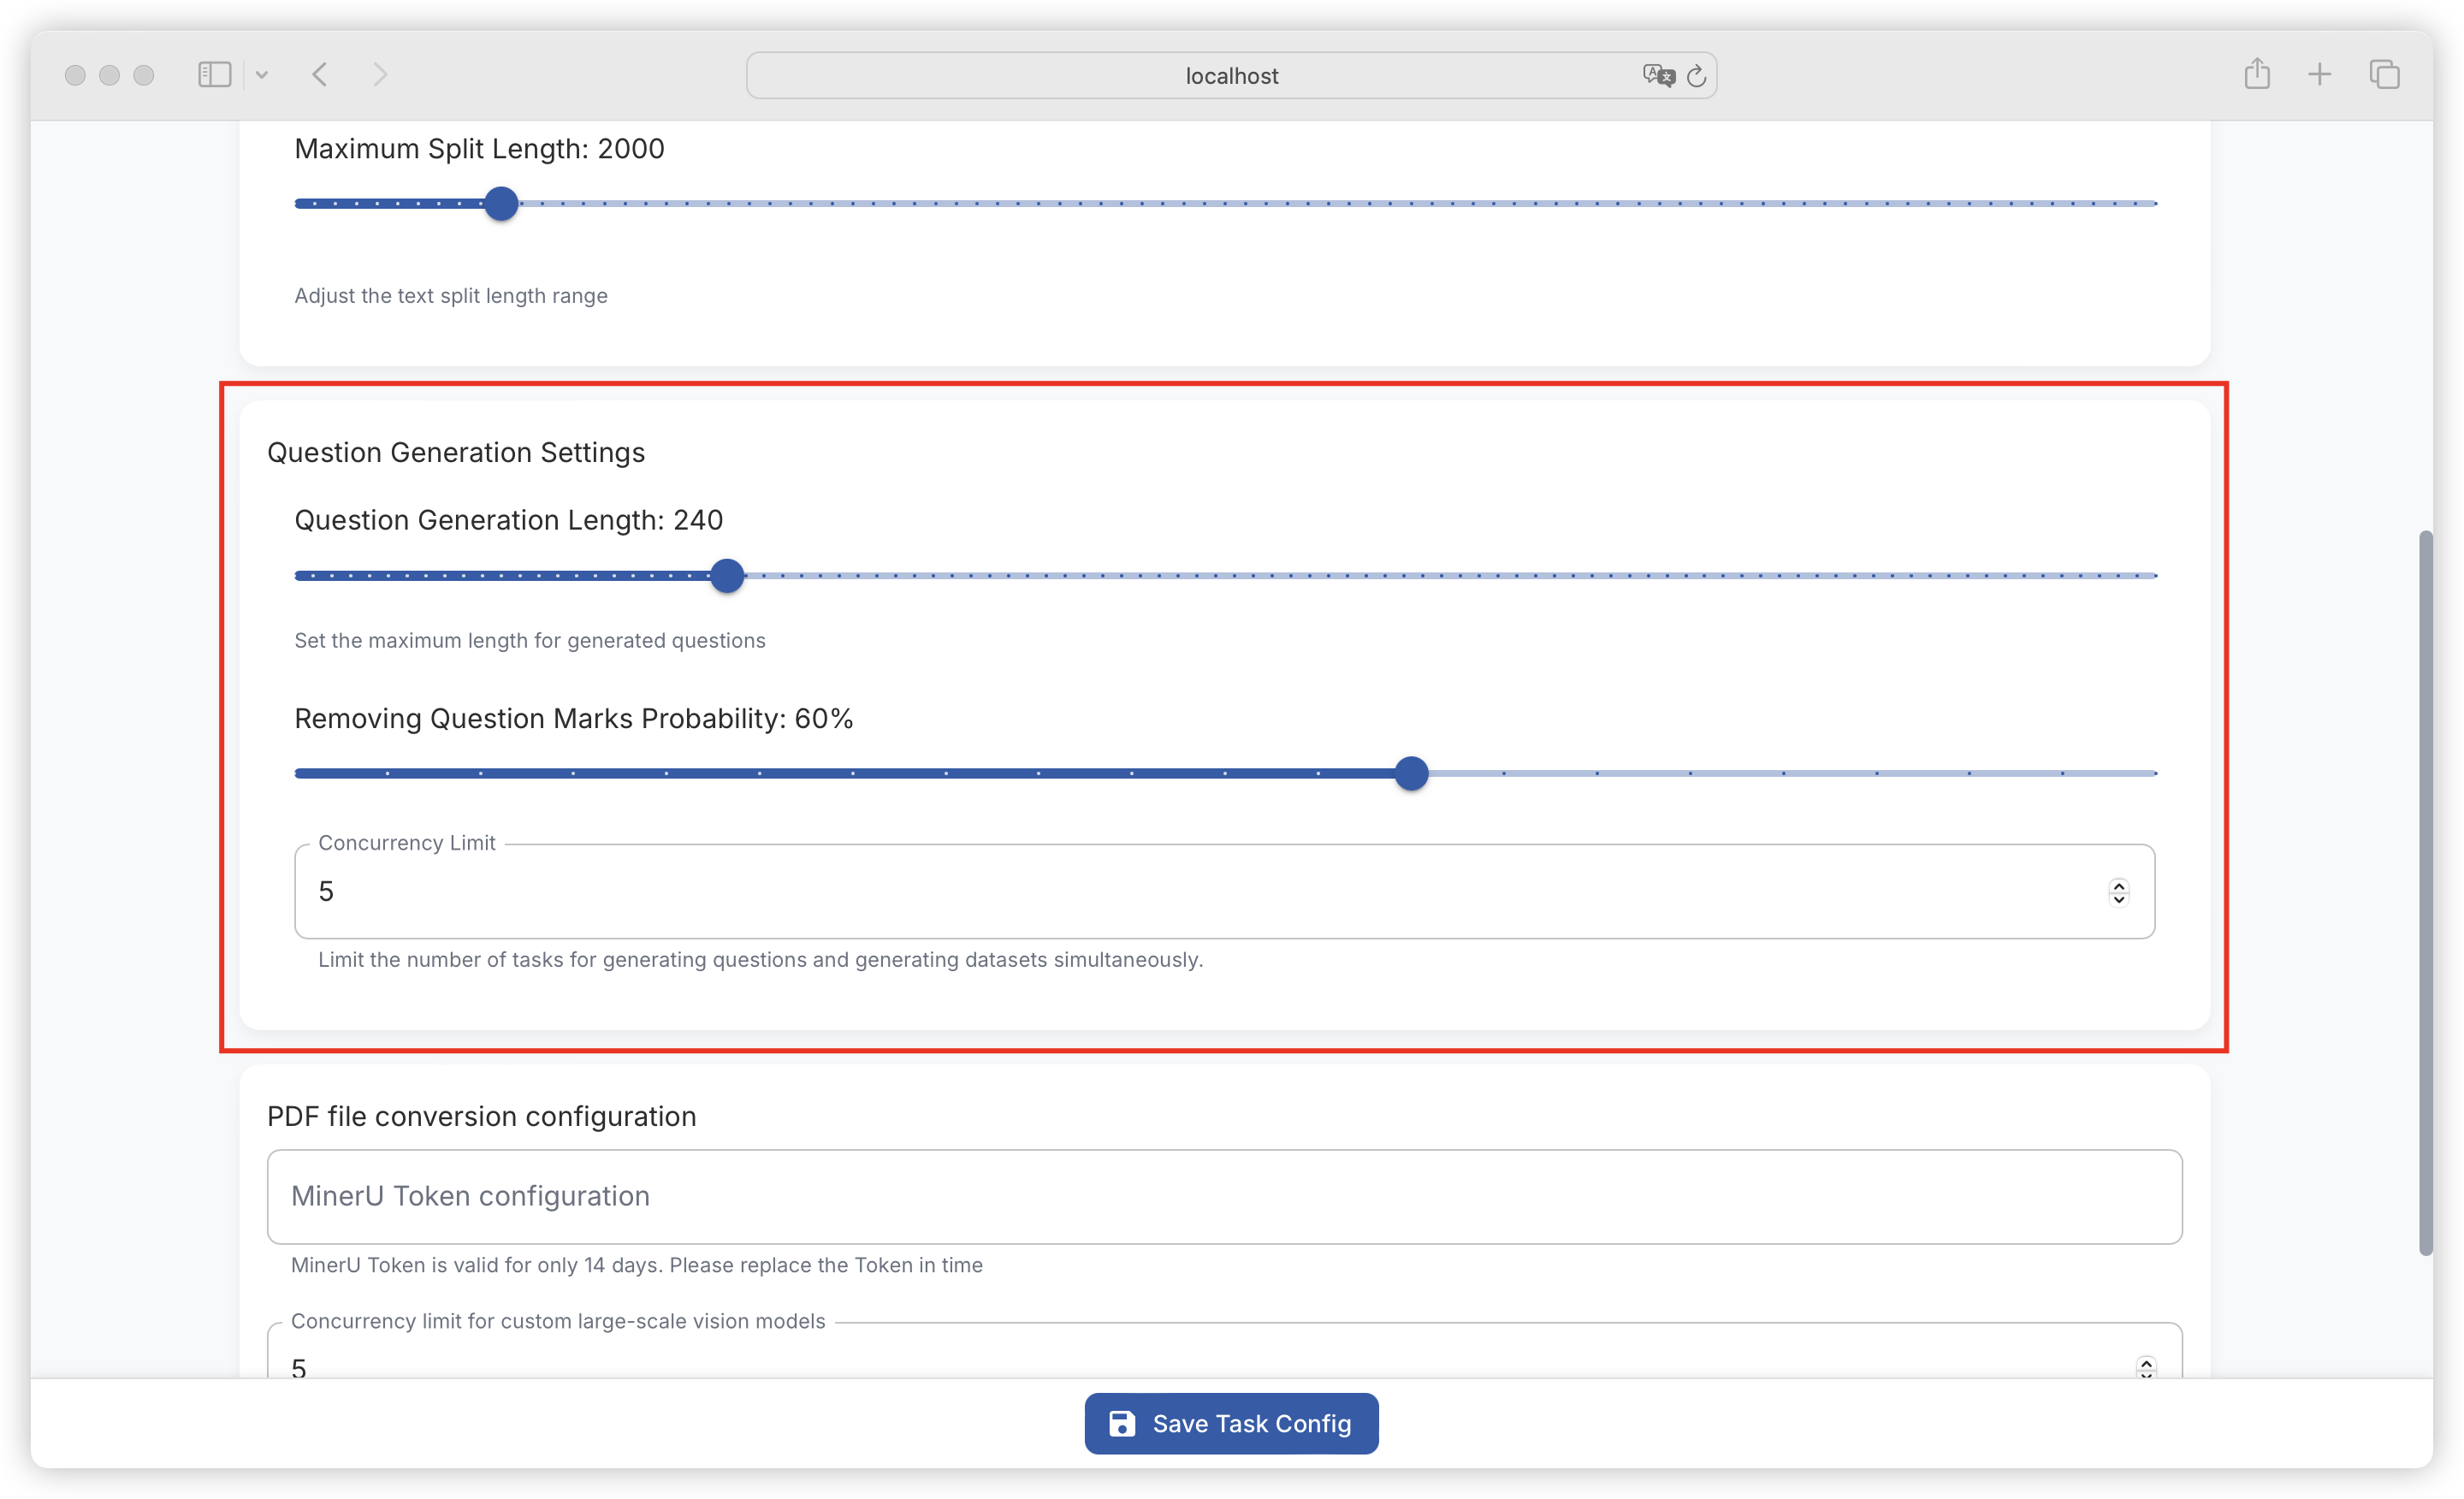 localhost
Maximum Split Length: 2000
Adjust the text split length range
Question Generation Settings
Question Generation Length: 240
Set the maximum length for generated questions
Removing Question Marks Probability: 60%
Concurrency Limit
5
Limit the number of tasks for generating questions and generating datasets simultaneously.
PDF file conversion configuration
MinerU Token configuration
MinerU Token is valid for only 14 days. Please replace the Token in time
Concurrency limit for custom large-scale vision models
5
Save Task Config